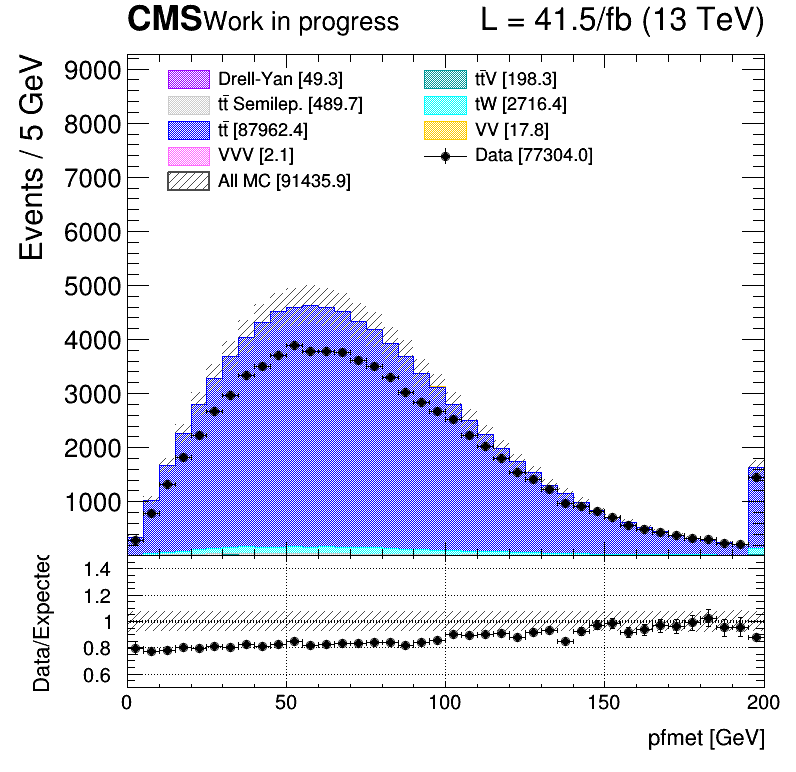 CMS Work in progress L = 41.5/fb (13 TeV)
Events / 5 GeV
9000
8000
7000
6000
5000
4000
3000
2000
1000
Drell-Yan [49.3]
tt̄ Semilep. [489.7]
tt̄ [87962.4]
VVV [2.1]
All MC [91435.9]
tt̄V [198.3]
tW [2716.4]
VV [17.8]
Data [77304.0]
Data/Expected
1.4
1.2
1
0.8
0.6
0 50 100 150 200
pfmet [GeV]